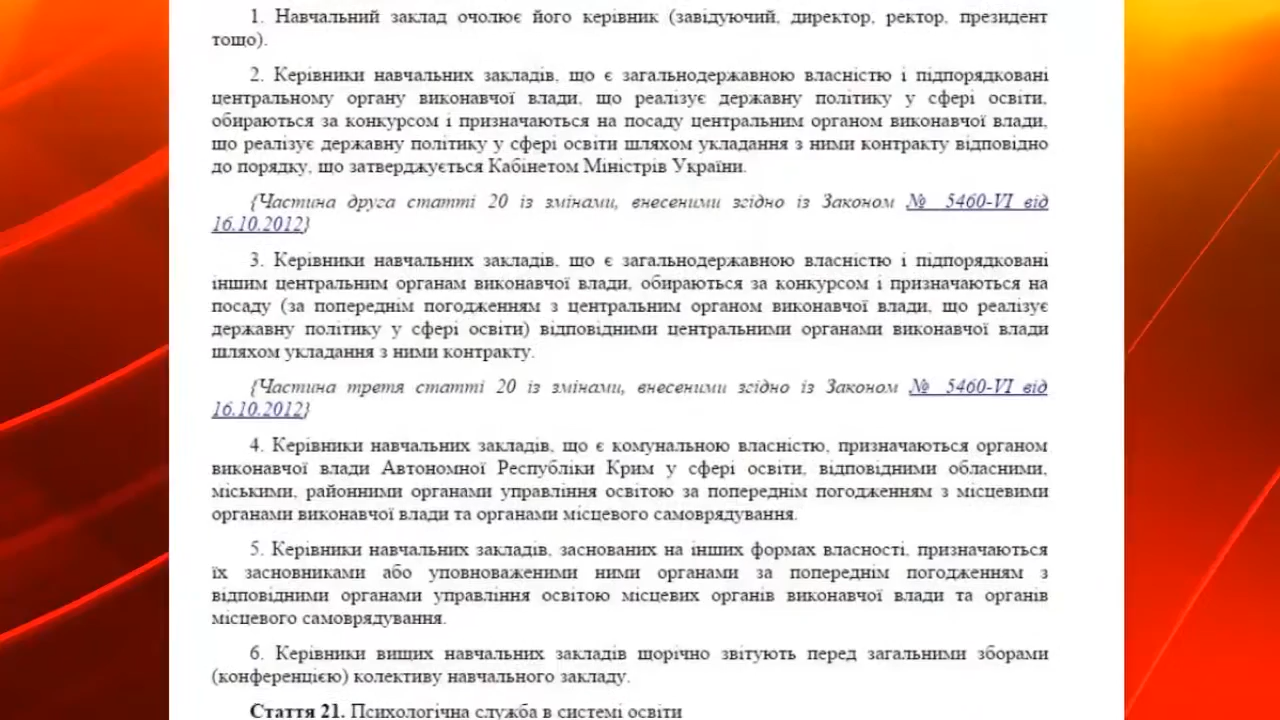 1. Навчальний заклад очолює його керівник (завідуючий, директор, ректор, президент
тощо).
2. Керівники навчальних закладів, що є загальнодержавною власністю і підпорядковані
центральному органу виконавчої влади, що реалізує державну політику у сфері освіти,
обираються за конкурсом і призначаються на посаду центральним органом виконавчої влади,
що реалізує державну політику у сфері освіти шляхом укладання з ними контракту відповідно
до порядку, що затверджується Кабінетом Міністрів України.
{Частина друга статті 20 із змінами, внесеними згідно із Законом № 5460-VI від
16.10.2012}
3. Керівники навчальних закладів, що є загальнодержавною власністю і підпорядковані
іншим центральним органам виконавчої влади, обираються за конкурсом і призначаються на
посаду (за попереднім погодженням з центральним органом виконавчої влади, що реалізує
державну політику у сфері освіти) відповідними центральними органами виконавчої влади
шляхом укладання з ними контракту.
{Частина третя статті 20 із змінами, внесеними згідно із Законом № 5460-VI від
16.10.2012}
4. Керівники навчальних закладів, що є комунальною власністю, призначаються органом
виконавчої влади Автономної Республіки Крим у сфері освіти, відповідними обласними,
міськими, районними органами управління освітою за попереднім погодженням з місцевими
органами виконавчої влади та органами місцевого самоврядування.
5. Керівники навчальних закладів, заснованих на інших формах власності, призначаються
їх засновниками або уповноваженими ними органами за попереднім погодженням з
відповідними органами управління освітою місцевих органів виконавчої влади та органів
місцевого самоврядування.
6. Керівники вищих навчальних закладів щорічно звітують перед загальними зборами
(конференцією) колективу навчального закладу.
Стаття 21. Психологічна служба в системі освіти